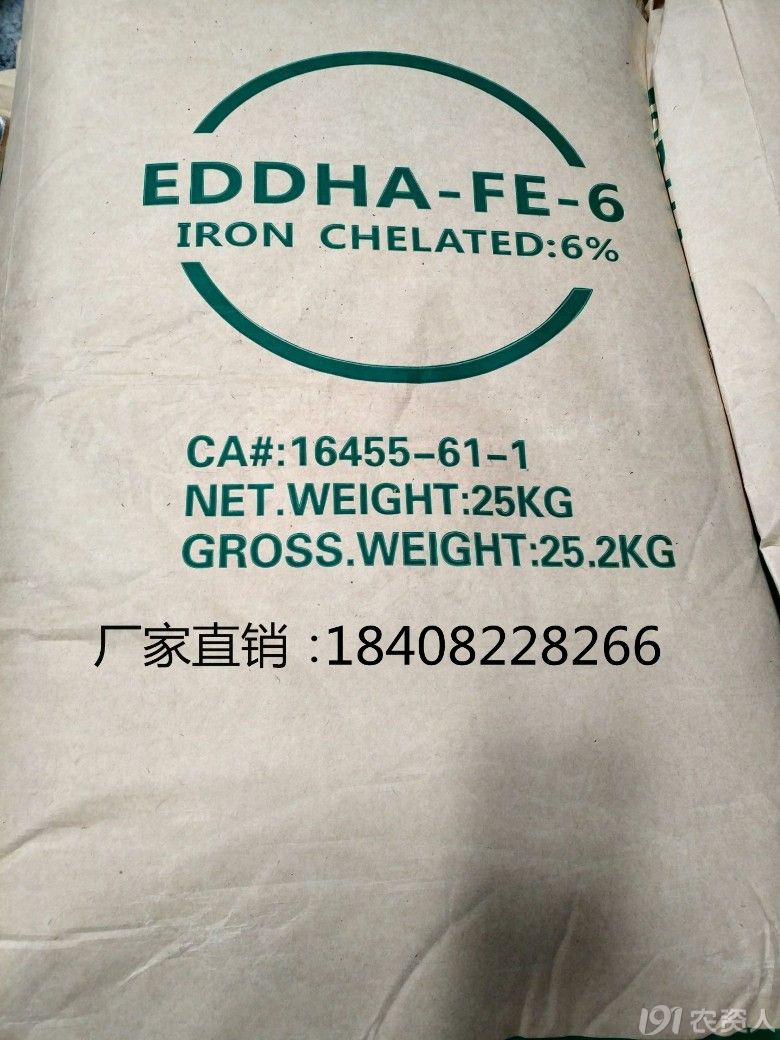 EDDHA-FE-6
IRON CHELATED:6%
CA#:16455-61-1
NET.WEIGHT:25KG
GROSS.WEIGHT:25.2KG
厂家直销:18408228266
191农资人